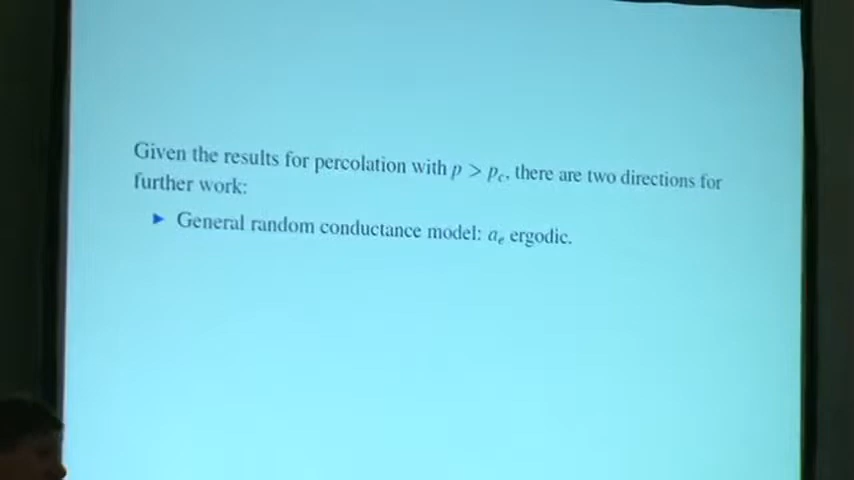 Given the results for percolation with p > p_c, there are two directions for
further work:
▶ General random conductance model: a_e ergodic.